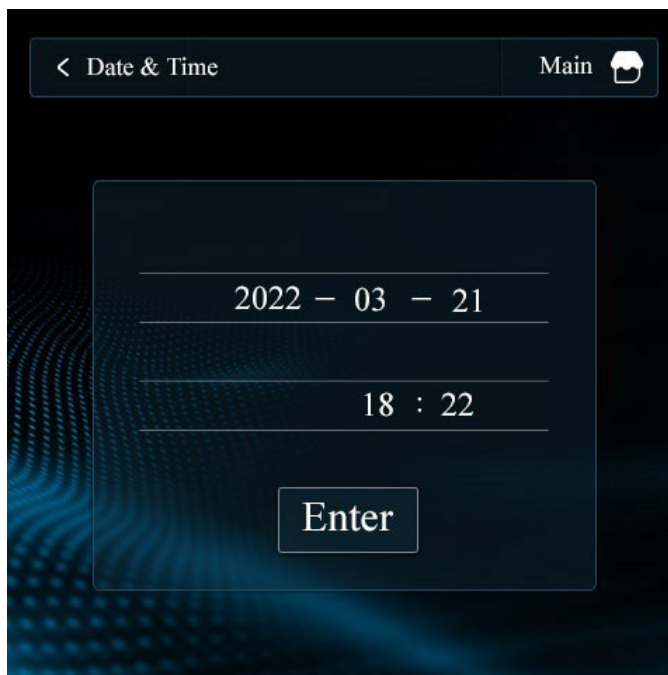 < Date & Time Main
2022 – 03 – 21
18 : 22
Enter